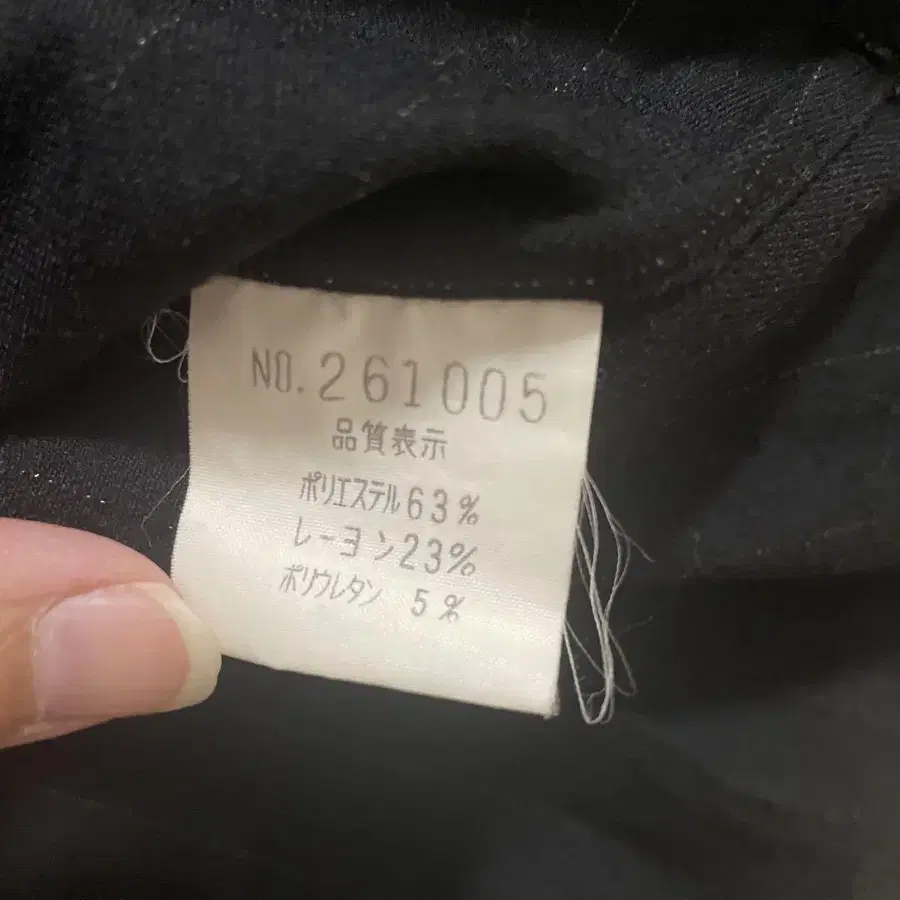 NO.261005
品質表示
ポリエステル63%
レーヨン23%
ポリウレタン 5%